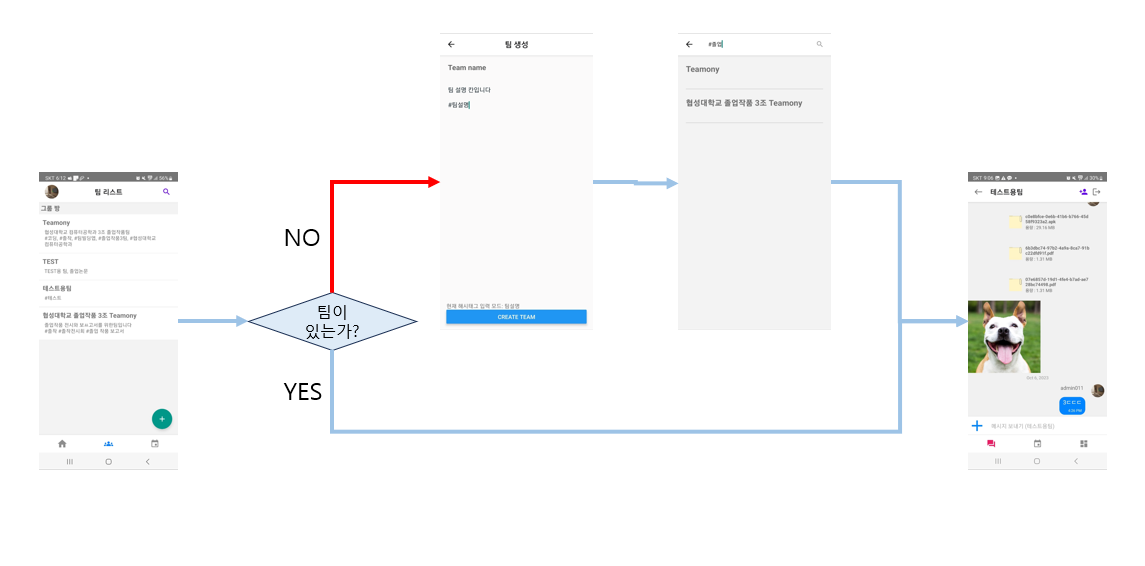 SKT 6:12
56%
팀 리스트
그룹 방
Teamony
협성대학교 컴퓨터공학과 3조 졸업작품팀
#코딩, #졸작, #팀원당캠, #졸업작품3팀, #협성대학교
컴퓨터공학과
TEST
TEST용 팀, 졸업논문
테스트용팀
#테스트
협성대학교 졸업작품 3조 Teamony
졸업작품 전시와 보고서를 위한팀입니다
#졸작 #졸작전시회 #졸업 작품 보고서
+
NO
팀이
있는가?
YES
팀 생성
Team name
팀 설명 칸입니다
#팀설명
현재 해시태그 입력 모드: 팀설명
CREATE TEAM
#졸업
Teamony
협성대학교 졸업작품 3조 Teamony
SKT 9:06
30%
테스트용팀
용량 : 29.16 MB
용량 : 1.31 MB
용량 : 1.31 MB
admin011
메시지 보내기 (테스트용팀)